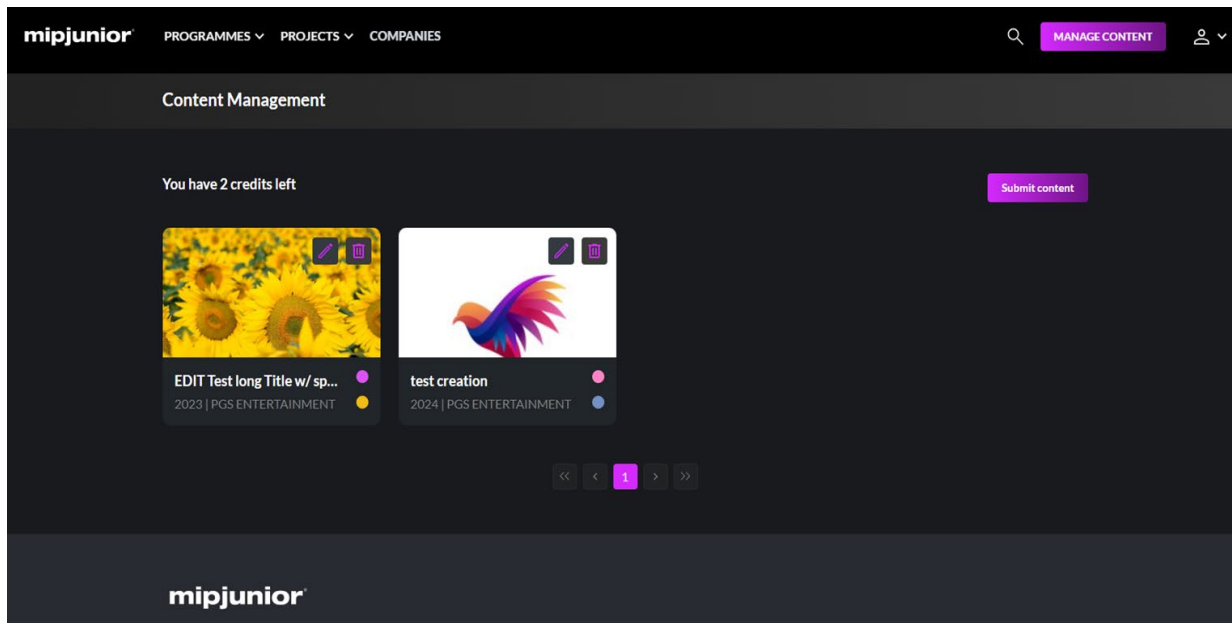 mipjunior
PROGRAMMES PROJECTS COMPANIES
MANAGE CONTENT
Content Management
You have 2 credits left
Submit content
EDIT Test long Title w/ sp...
2023 | PGS ENTERTAINMENT
test creation
2024 | PGS ENTERTAINMENT
<< < 1 > >>
mipjunior